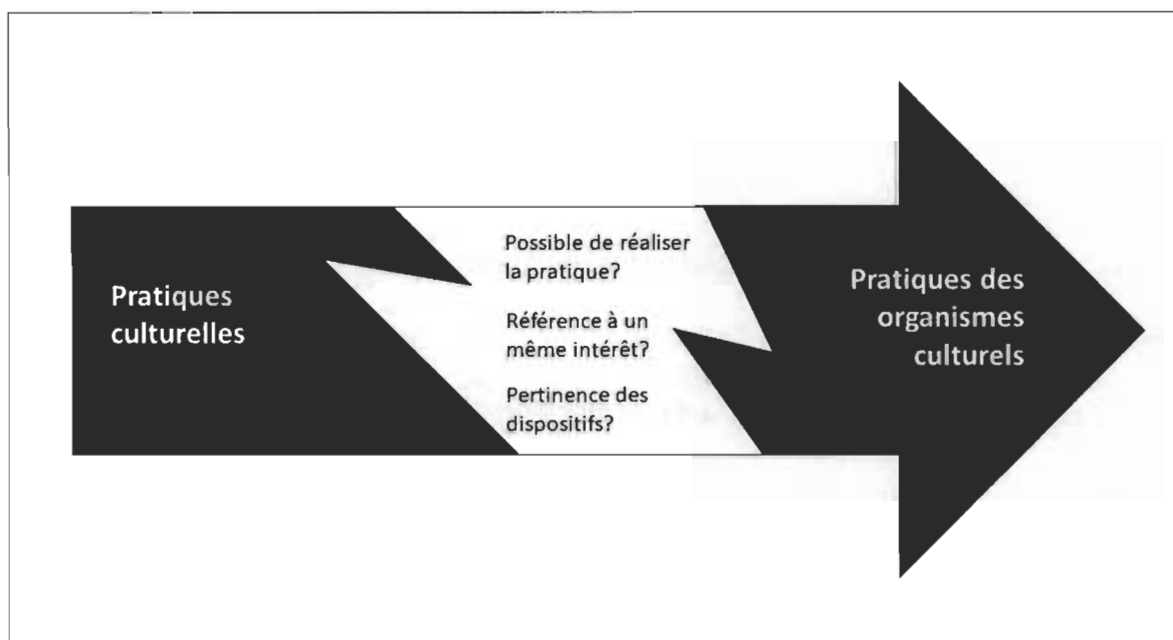 Pratiques
culturelles
Possible de réaliser
la pratique?
Référence à un
même intérêt?
Pertinence des
dispositifs?
Pratiques des
organismes
culturels